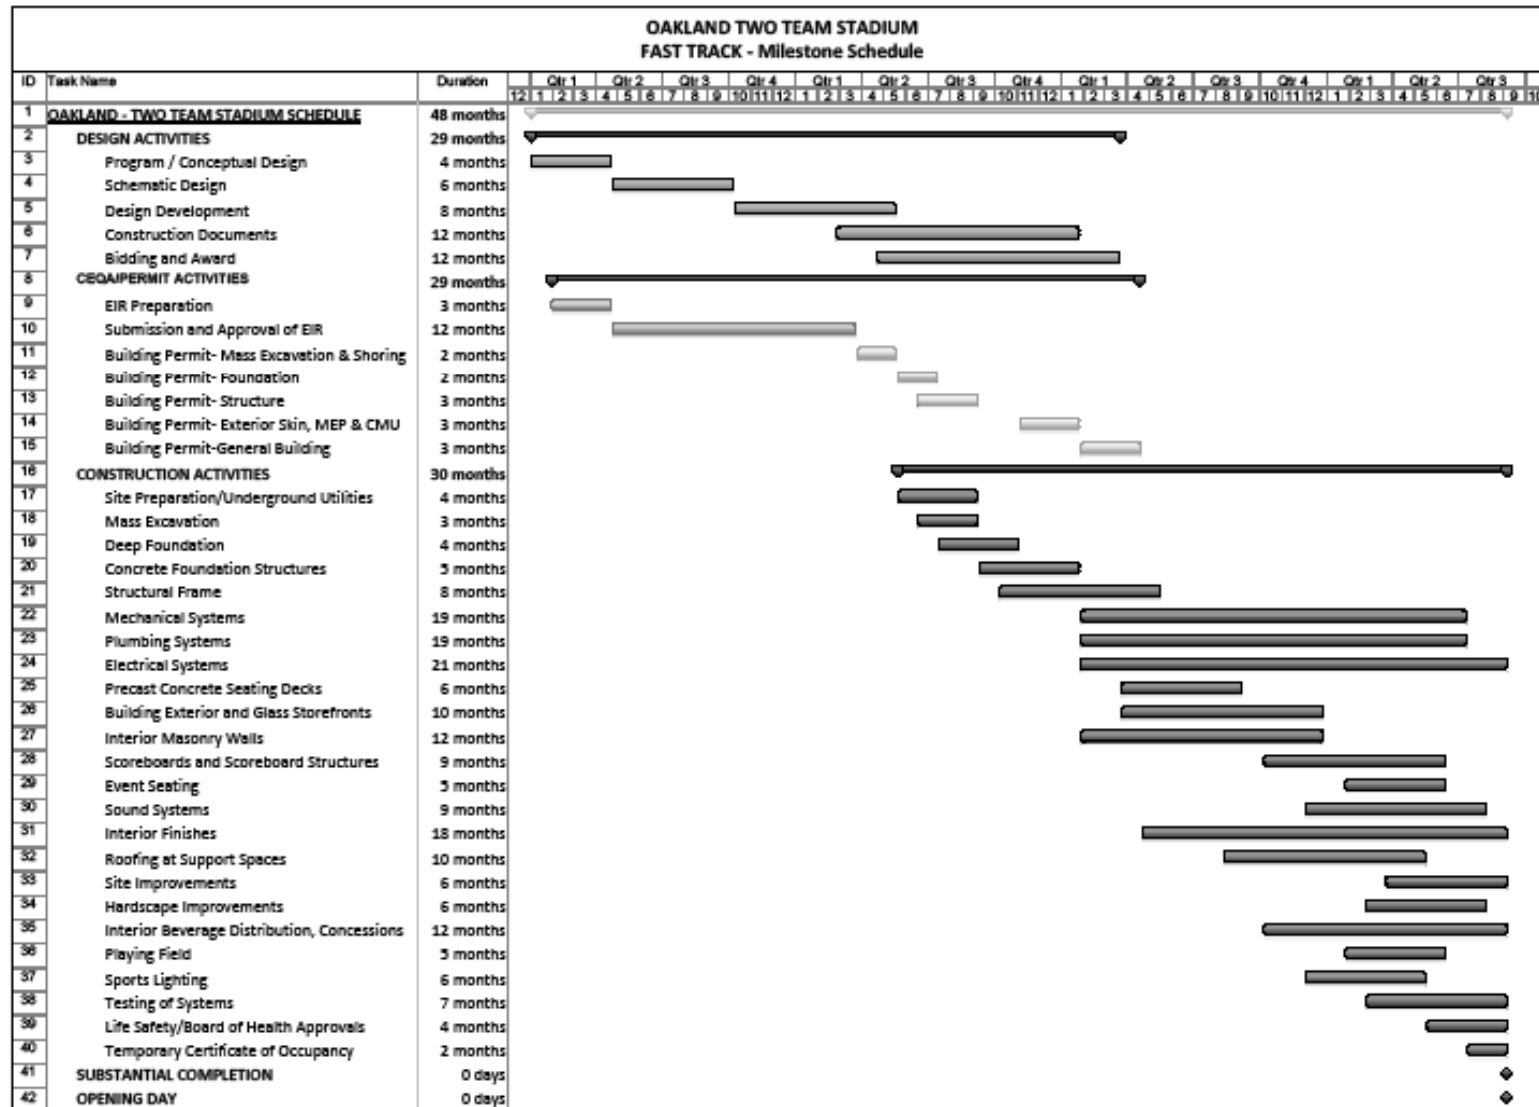 OAKLAND TWO TEAM STADIUM
FAST TRACK - Milestone Schedule
ID Task Name Duration Qtr 1 Qtr 2 Qtr 3 Qtr 4 Qtr 1 Qtr 2 Qtr 3 Qtr 4 Qtr 1 Qtr 2 Qtr 3 Qtr 4 Qtr 1 Qtr 2 Qtr 3
12 1 2 3 4 5 6 7 8 9 10 11 12 1 2 3 4 5 6 7 8 9 10 11 12 1 2 3 4 5 6 7 8 9 10 11 12 1 2 3 4 5 6 7 8 9 10
1 OAKLAND - TWO TEAM STADIUM SCHEDULE 48 months
2 DESIGN ACTIVITIES 29 months
3 Program / Conceptual Design 4 months
4 Schematic Design 6 months
5 Design Development 8 months
6 Construction Documents 12 months
7 Bidding and Award 12 months
8 CEQA/PERMIT ACTIVITIES 29 months
9 EIR Preparation 3 months
10 Submission and Approval of EIR 12 months
11 Building Permit- Mass Excavation & Shoring 2 months
12 Building Permit- Foundation 2 months
13 Building Permit- Structure 3 months
14 Building Permit- Exterior Skin, MEP & CMU 3 months
15 Building Permit-General Building 3 months
16 CONSTRUCTION ACTIVITIES 30 months
17 Site Preparation/Underground Utilities 4 months
18 Mass Excavation 3 months
19 Deep Foundation 4 months
20 Concrete Foundation Structures 5 months
21 Structural Frame 8 months
22 Mechanical Systems 19 months
23 Plumbing Systems 19 months
24 Electrical Systems 21 months
25 Precast Concrete Seating Decks 6 months
26 Building Exterior and Glass Storefronts 10 months
27 Interior Masonry Walls 12 months
28 Scoreboards and Scoreboard Structures 9 months
29 Event Seating 5 months
30 Sound Systems 9 months
31 Interior Finishes 18 months
32 Roofing at Support Spaces 10 months
33 Site Improvements 6 months
34 Hardscape Improvements 6 months
35 Interior Beverage Distribution, Concessions 12 months
36 Playing Field 5 months
37 Sports Lighting 6 months
38 Testing of Systems 7 months
39 Life Safety/Board of Health Approvals 4 months
40 Temporary Certificate of Occupancy 2 months
41 SUBSTANTIAL COMPLETION 0 days
42 OPENING DAY 0 days